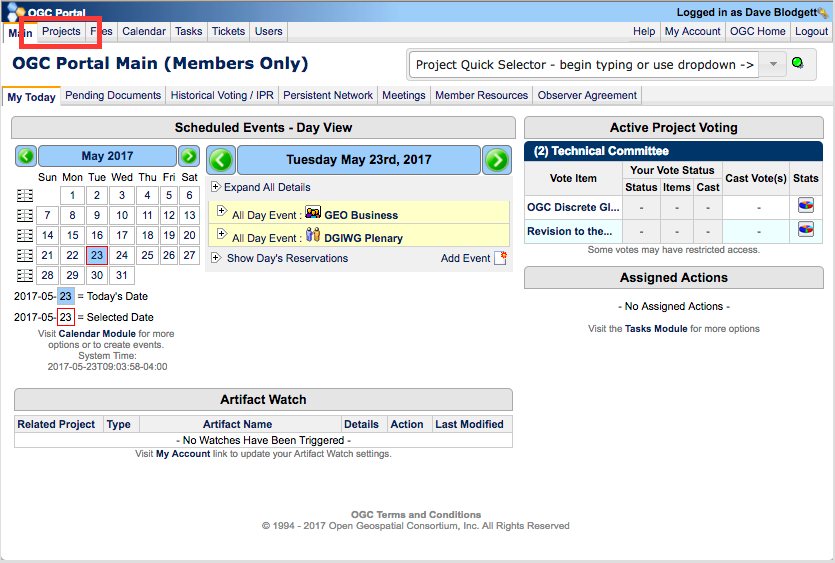 OGC Portal
Logged in as Dave Blodgett
Main Projects Files Calendar Tasks Tickets Users Help My Account OGC Home Logout
OGC Portal Main (Members Only)
Project Quick Selector - begin typing or use dropdown ->
My Today Pending Documents Historical Voting / IPR Persistent Network Meetings Member Resources Observer Agreement
Scheduled Events - Day View
May 2017
Sun Mon Tue Wed Thu Fri Sat
1 2 3 4 5 6
7 8 9 10 11 12 13
14 15 16 17 18 19 20
21 22 23 24 25 26 27
28 29 30 31
2017-05-23 = Today's Date
2017-05-23 = Selected Date
Visit Calendar Module for more
options or to create events.
System Time:
2017-05-23T09:03:58-04:00
Tuesday May 23rd, 2017
Expand All Details
All Day Event : GEO Business
All Day Event : DGIWG Plenary
Show Day's Reservations Add Event
Active Project Voting
(2) Technical Committee
Vote Item Your Vote Status Cast Vote(s) Stats
Status Items Cast
OGC Discrete Gl... - - - -
Revision to the... - - - -
Some votes may have restricted access.
Assigned Actions
- No Assigned Actions -
Visit the Tasks Module for more options
Artifact Watch
Related Project Type Artifact Name Details Action Last Modified
- No Watches Have Been Triggered -
Visit My Account link to update your Artifact Watch settings.
OGC Terms and Conditions
© 1994 - 2017 Open Geospatial Consortium, Inc. All Rights Reserved